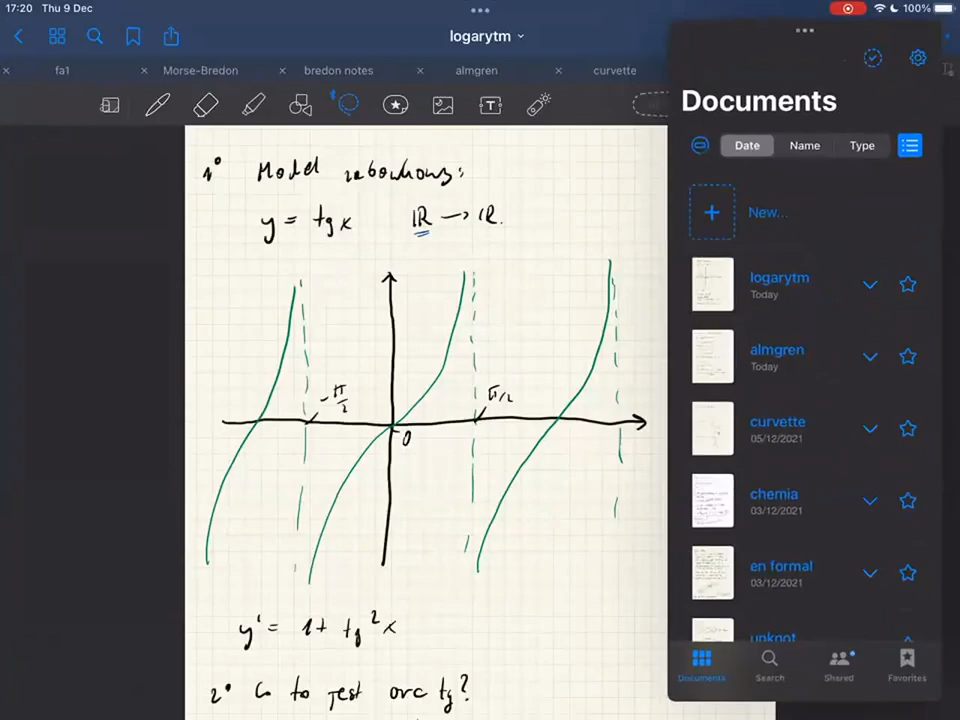 17:20 Thu 9 Dec
100%
logarytm
fa1
Morse-Bredon
bredon notes
almgren
curvette
1° Model
y = tg x
ℝ → ℝ.
-π/2
π/2
0
y' = 1 + tg²x
2° Co to jest arc tg?
Documents
Date
Name
Type
New...
logarytm
Today
almgren
Today
curvette
05/12/2021
chemia
03/12/2021
en formal
03/12/2021
unknot
Documents
Search
Shared
Favorites